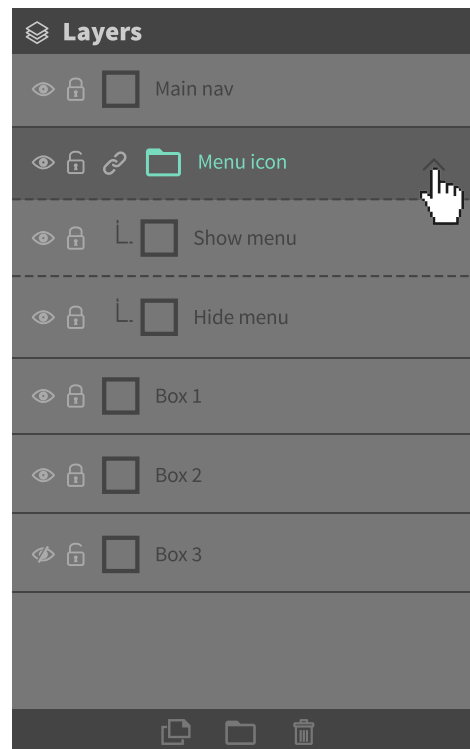 Layers
Main nav
Menu icon
Show menu
Hide menu
Box 1
Box 2
Box 3